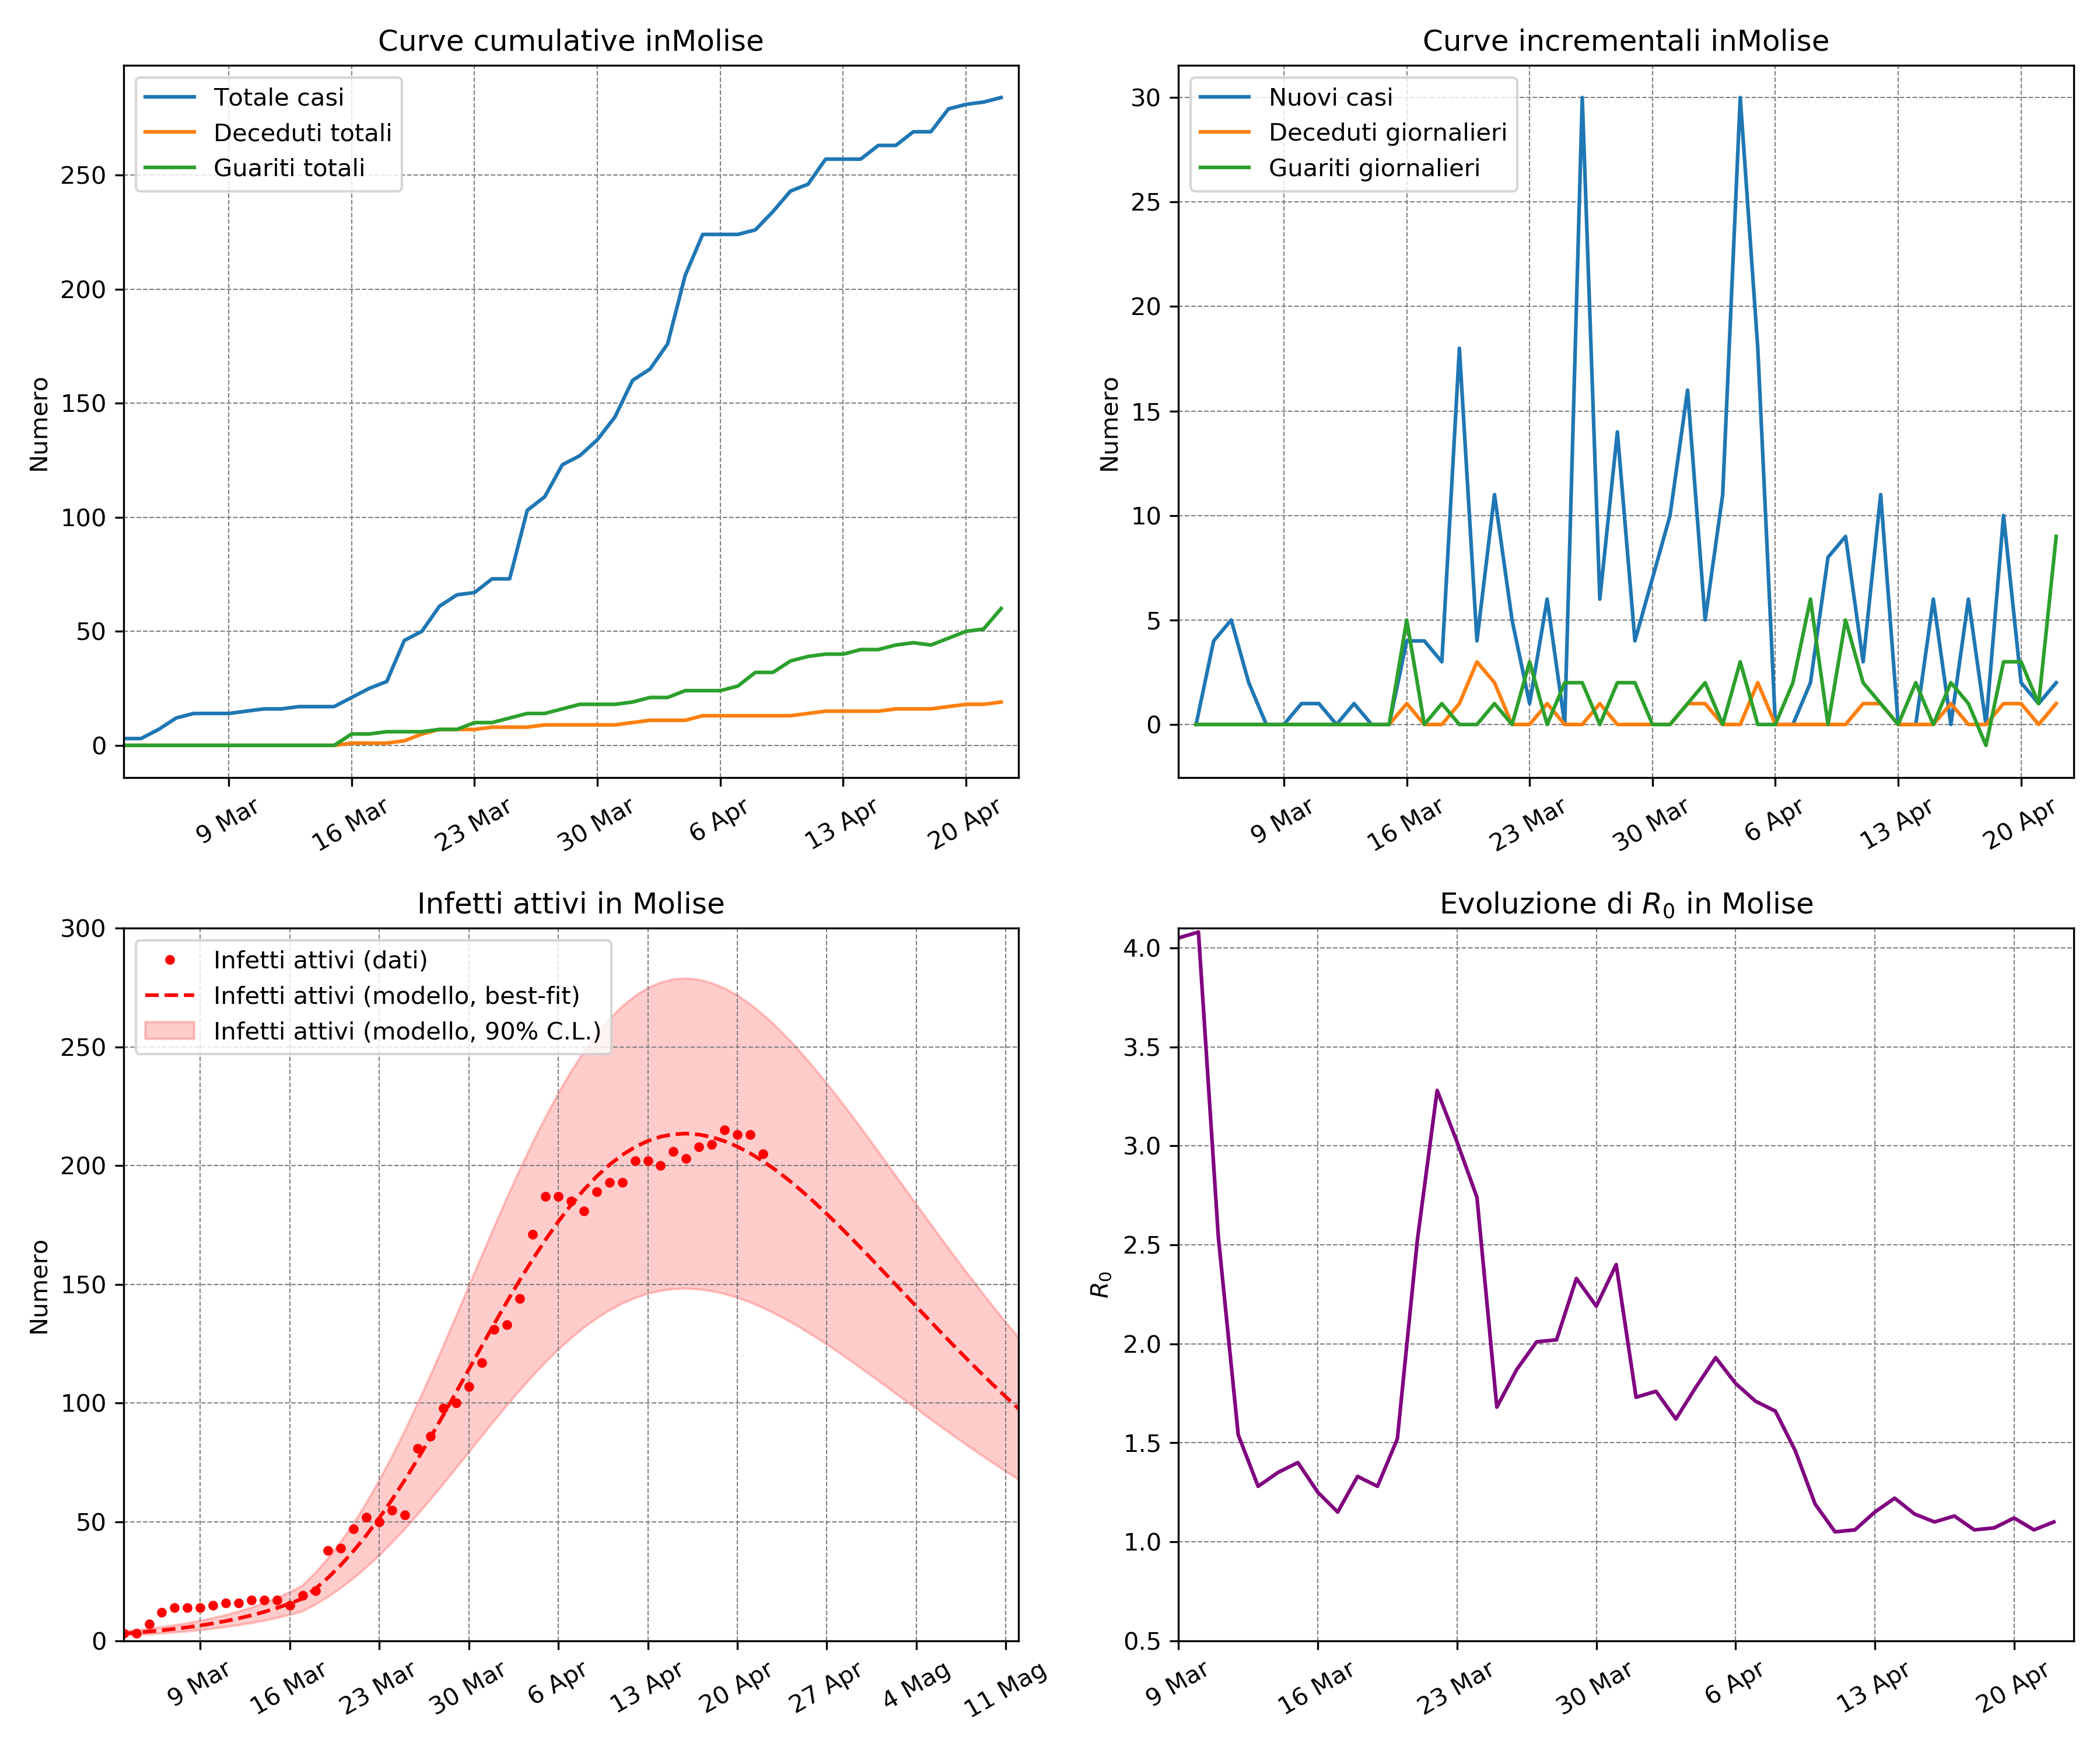 Curve cumulative inMolise
Totale casi
Deceduti totali
Guariti totali
Numero
250
200
150
100
50
0
9 Mar
16 Mar
23 Mar
30 Mar
6 Apr
13 Apr
20 Apr
Curve incrementali inMolise
Nuovi casi
Deceduti giornalieri
Guariti giornalieri
Numero
30
25
20
15
10
5
0
9 Mar
16 Mar
23 Mar
30 Mar
6 Apr
13 Apr
20 Apr
Infetti attivi in Molise
Infetti attivi (dati)
Infetti attivi (modello, best-fit)
Infetti attivi (modello, 90% C.L.)
Numero
300
250
200
150
100
50
0
9 Mar
16 Mar
23 Mar
30 Mar
6 Apr
13 Apr
20 Apr
27 Apr
4 Mag
11 Mag
Evoluzione di R₀ in Molise
R₀
4.0
3.5
3.0
2.5
2.0
1.5
1.0
0.5
9 Mar
16 Mar
23 Mar
30 Mar
6 Apr
13 Apr
20 Apr